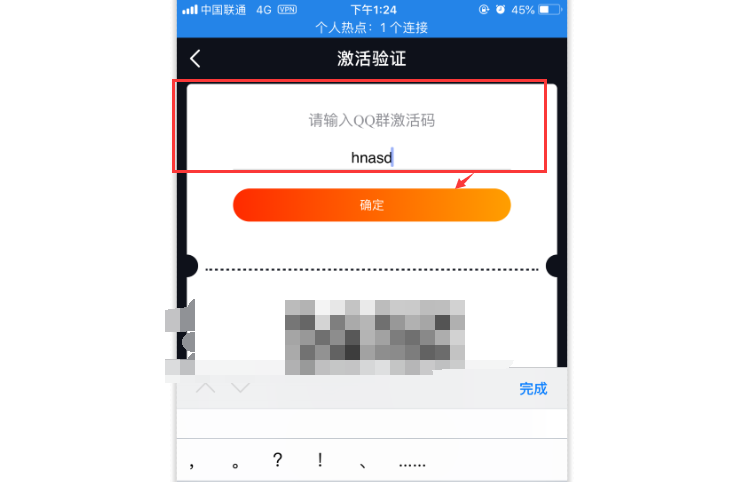 中国联通 4G VPN 下午1:24 45%
个人热点：1 个连接
激活验证
请输入QQ群激活码
hnasd
确定
完成
， 。 ？ ！ 、 ……